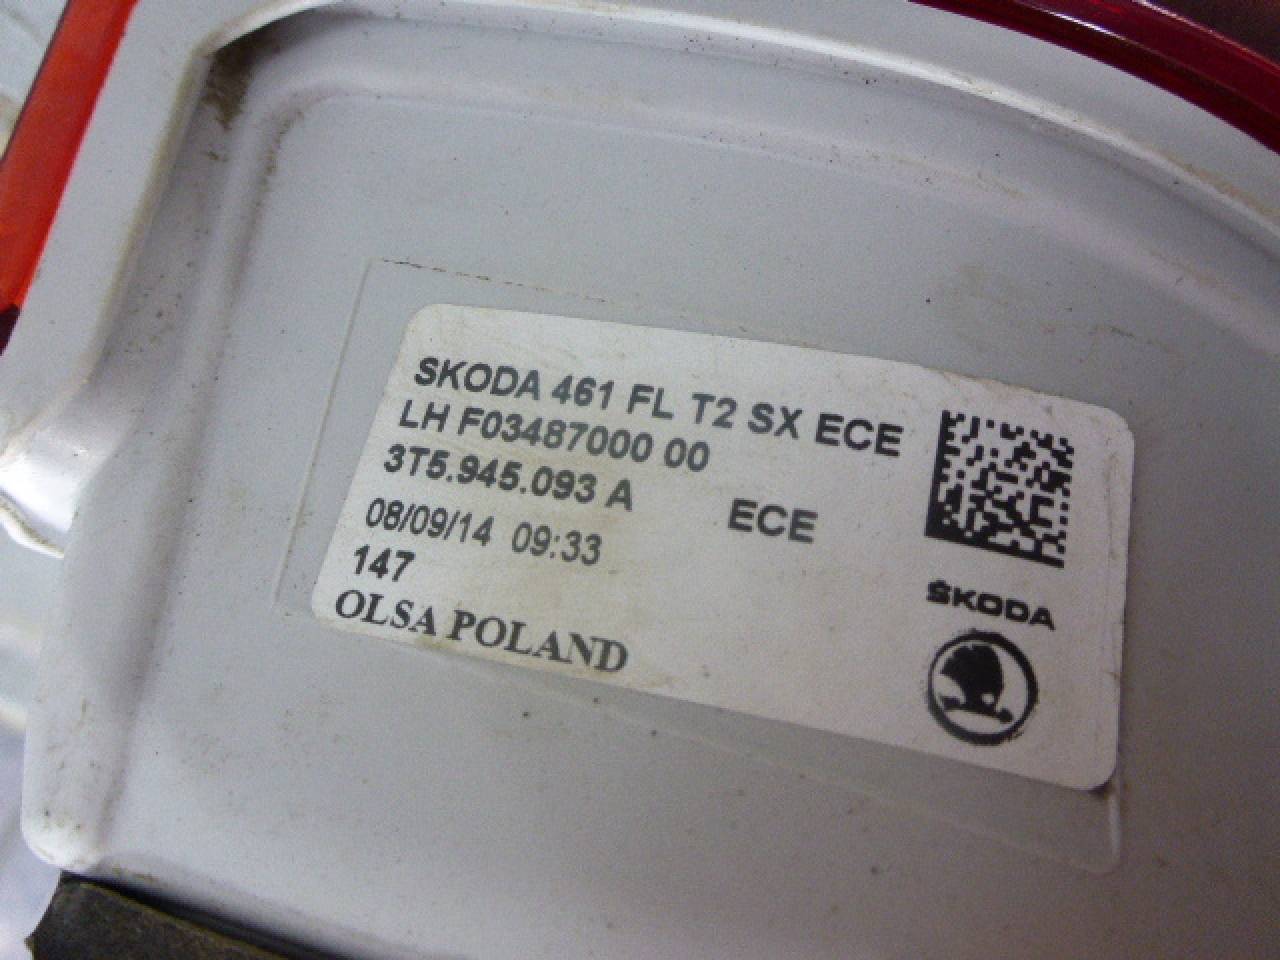 SKODA 461 FL T2 SX ECE
LH F03487000 00
3T5.945.093 A ECE
08/09/14 09:33
147
OLSA POLAND
ŠKODA